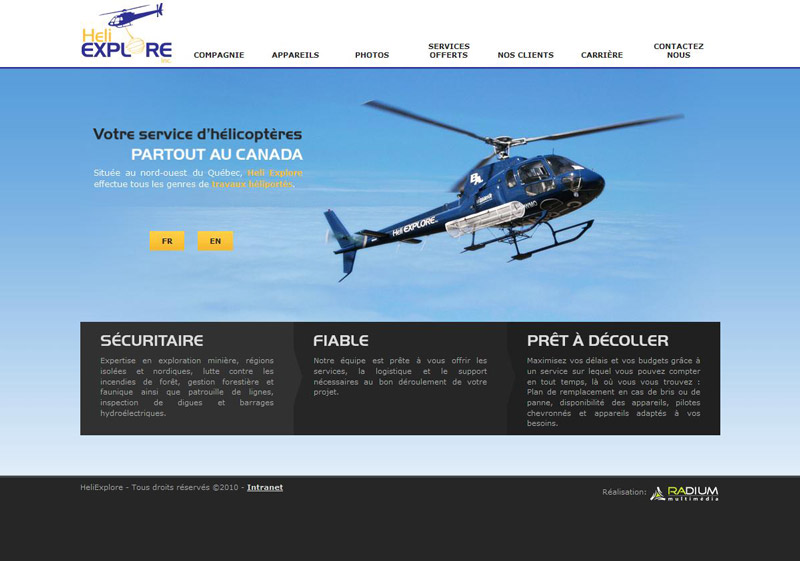 Heli
EXPLORE
INC.
COMPAGNIE
APPAREILS
PHOTOS
SERVICES
OFFERTS
NOS CLIENTS
CARRIÈRE
CONTACTEZ
NOUS
Votre service d'hélicoptères
PARTOUT AU CANADA
Située au nord-ouest du Québec, Heli Explore
effectue tous les genres de travaux héliportés.
FR
EN
Heli EXPLORE
SÉCURITAIRE
Expertise en exploration minière, régions
isolées et nordiques, lutte contre les
incendies de forêt, gestion forestière et
faunique ainsi que patrouille de lignes,
inspection de digues et barrages
hydroélectriques.
FIABLE
Notre équipe est prête à vous offrir les
services, la logistique et le support
nécessaires au bon déroulement de votre
projet.
PRÊT À DÉCOLLER
Maximisez vos délais et vos budgets grâce à
un service sur lequel vous pouvez compter
en tout temps, là où vous vous trouvez :
Plan de remplacement en cas de bris ou de
panne, disponibilité des appareils, pilotes
chevronnés et appareils adaptés à vos
besoins.
HeliExplore - Tous droits réservés ©2010 - Intranet
Réalisation: RADIUM
multimédia